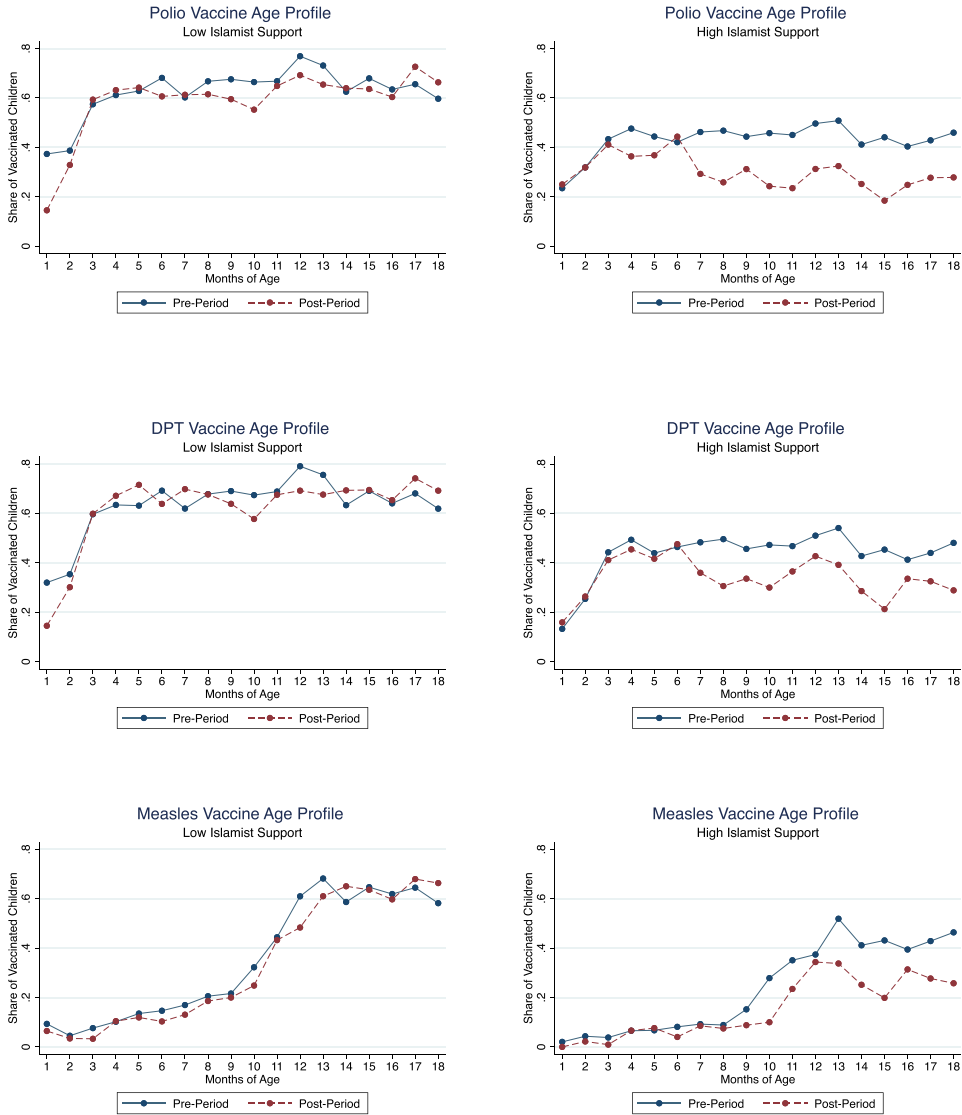 Polio Vaccine Age Profile
Low Islamist Support
Share of Vaccinated Children
.8
.6
.4
.2
0
1 2 3 4 5 6 7 8 9 10 11 12 13 14 15 16 17 18
Months of Age
Pre-Period Post-Period
Polio Vaccine Age Profile
High Islamist Support
Share of Vaccinated Children
.8
.6
.4
.2
0
1 2 3 4 5 6 7 8 9 10 11 12 13 14 15 16 17 18
Months of Age
Pre-Period Post-Period
DPT Vaccine Age Profile
Low Islamist Support
Share of Vaccinated Children
.8
.6
.4
.2
0
1 2 3 4 5 6 7 8 9 10 11 12 13 14 15 16 17 18
Months of Age
Pre-Period Post-Period
DPT Vaccine Age Profile
High Islamist Support
Share of Vaccinated Children
.8
.6
.4
.2
0
1 2 3 4 5 6 7 8 9 10 11 12 13 14 15 16 17 18
Months of Age
Pre-Period Post-Period
Measles Vaccine Age Profile
Low Islamist Support
Share of Vaccinated Children
.8
.6
.4
.2
0
1 2 3 4 5 6 7 8 9 10 11 12 13 14 15 16 17 18
Months of Age
Pre-Period Post-Period
Measles Vaccine Age Profile
High Islamist Support
Share of Vaccinated Children
.8
.6
.4
.2
0
1 2 3 4 5 6 7 8 9 10 11 12 13 14 15 16 17 18
Months of Age
Pre-Period Post-Period